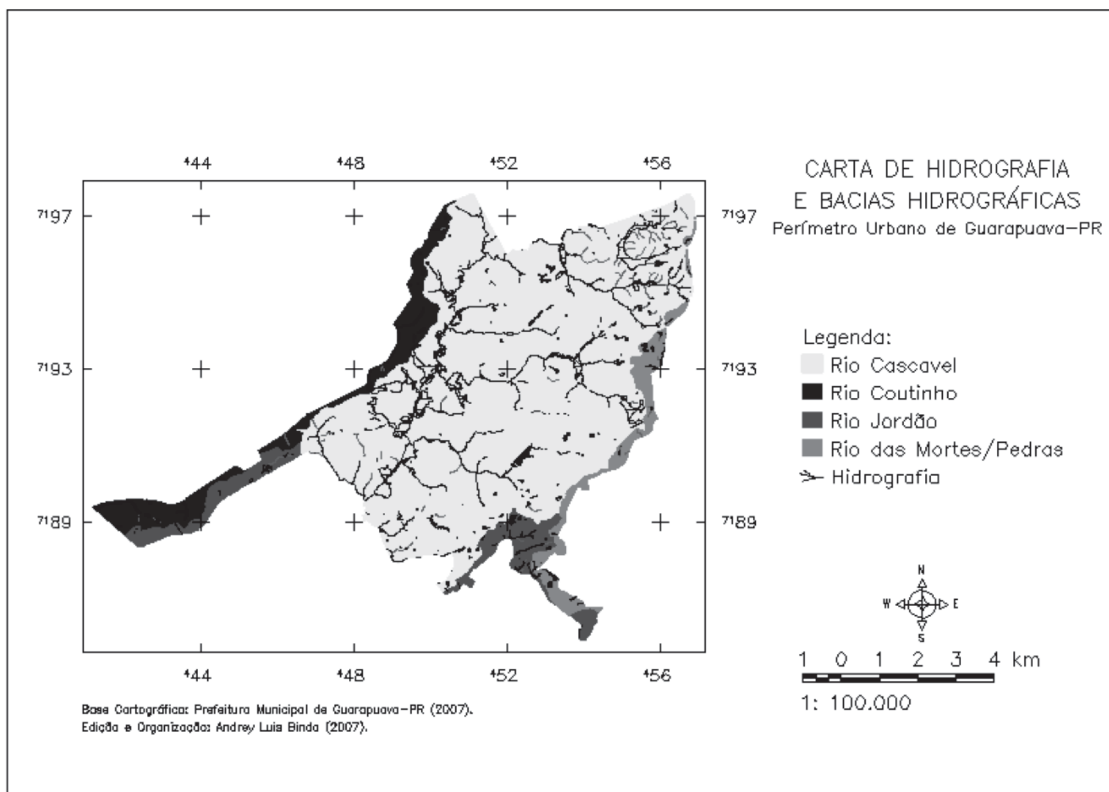 CARTA DE HIDROGRAFIA
E BACIAS HIDROGRÁFICAS
Perímetro Urbano de Guarapuava-PR
⁴44 ⁴48 ⁴52 ⁴56
7197
7193 7193
7189 7189
⁴44 ⁴48 ⁴52 ⁴56
Legenda:
Rio Cascavel
Rio Coutinho
Rio Jordão
Rio das Mortes/Pedras
Hidrografia
N
W E
S
1 0 1 2 3 4 km
1: 100.000
Base Cartográfica: Prefeitura Municipal de Guarapuava-PR (2007).
Edição e Organização: Andrey Luis Binda (2007).